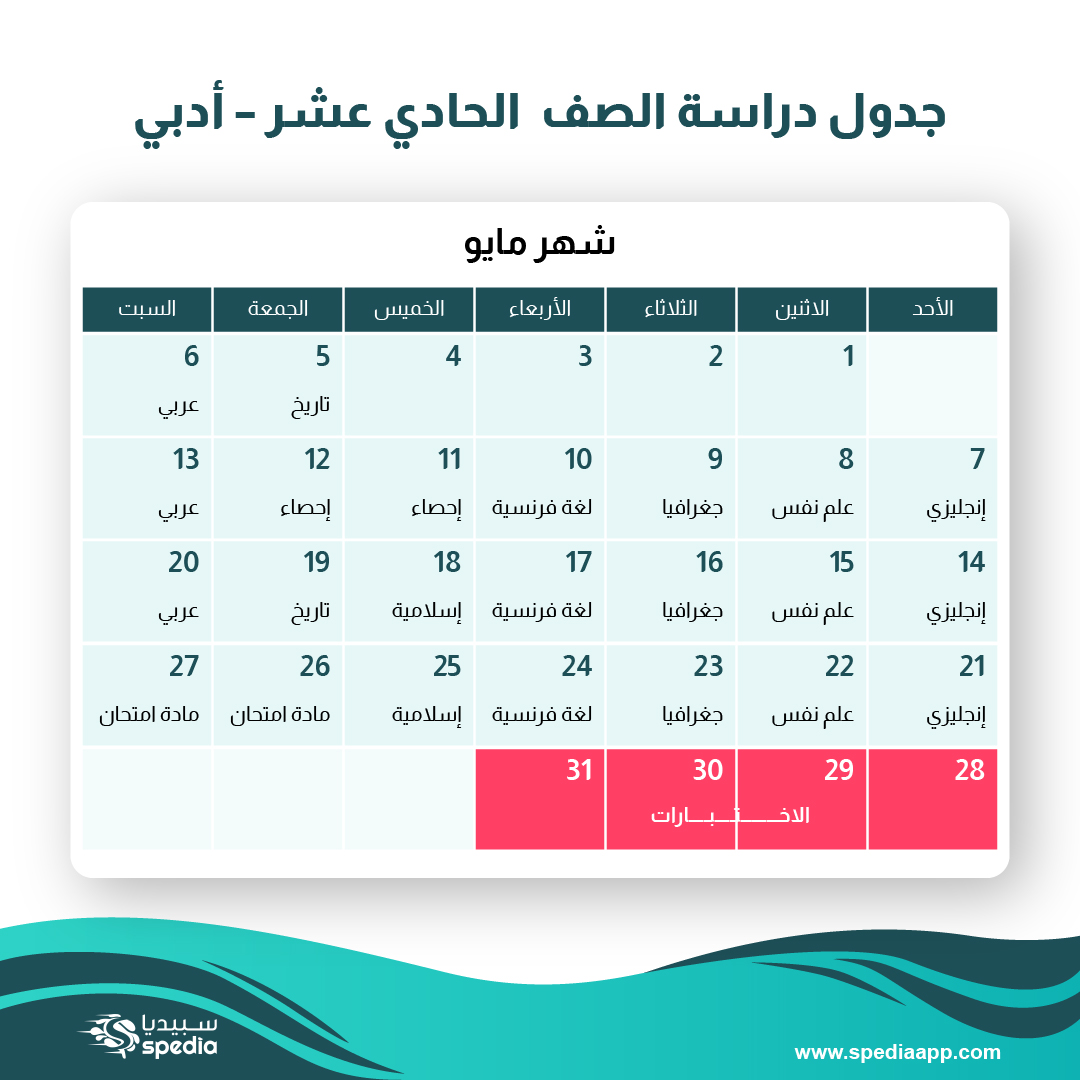 جدول دراسة الصف الحادي عشر – أدبي
شهر مايو
الأحد الاثنين الثلاثاء الأربعاء الخميس الجمعة السبت
1 2 3 4 5 6
تاريخ عربي
7 8 9 10 11 12 13
إنجليزي علم نفس جغرافيا لغة فرنسية إحصاء إحصاء عربي
14 15 16 17 18 19 20
إنجليزي علم نفس جغرافيا لغة فرنسية إسلامية تاريخ عربي
21 22 23 24 25 26 27
إنجليزي علم نفس جغرافيا لغة فرنسية إسلامية مادة امتحان مادة امتحان
28 29 30 31
الاخـــــتـــبـــارات
سبيديا
spedia
www.spediaapp.com